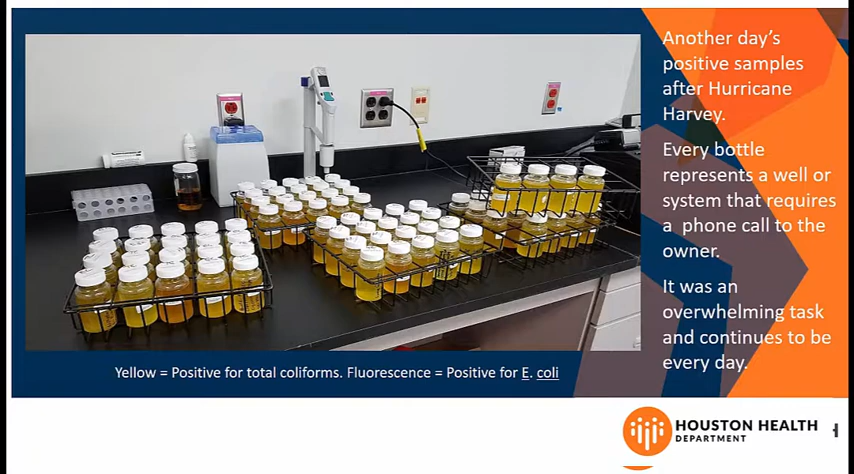 Another day's
positive samples
after Hurricane
Harvey.
Every bottle
represents a well or
system that requires
a phone call to the
owner.
It was an
overwhelming task
and continues to be
every day.
Yellow = Positive for total coliforms. Fluorescence = Positive for E. coli
HOUSTON HEALTH
DEPARTMENT
H